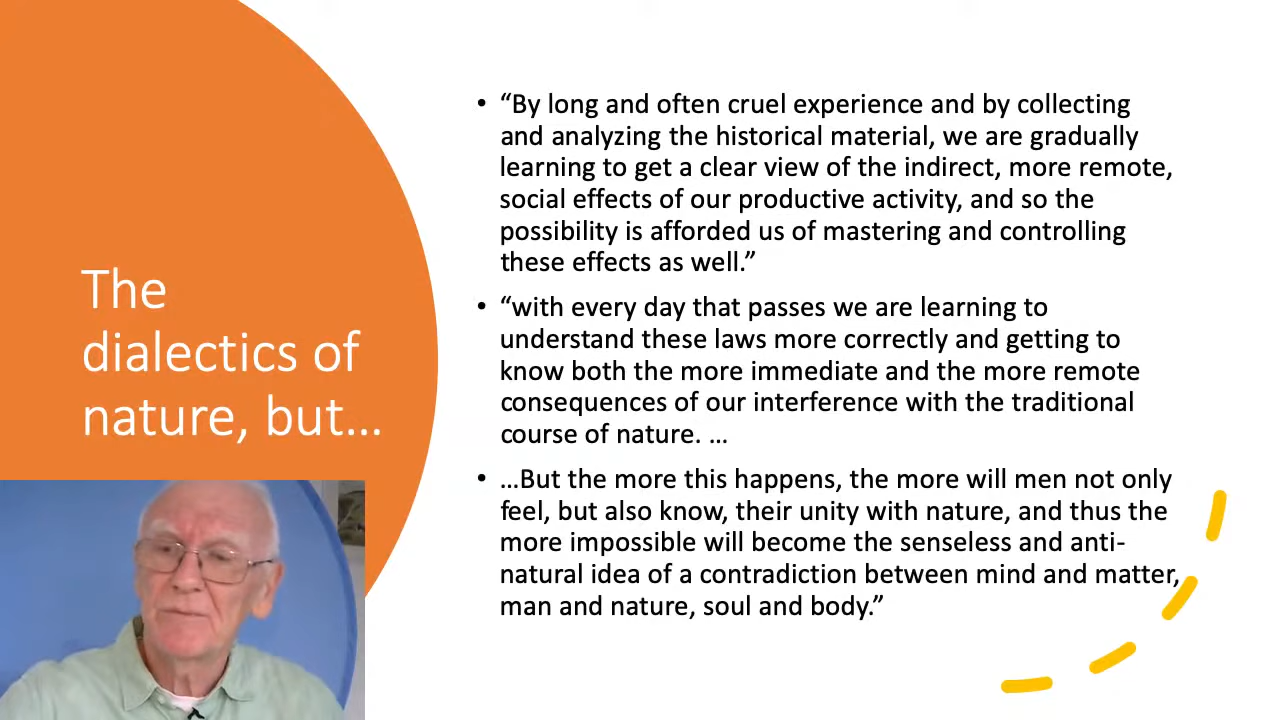 The
dialectics of
nature, but…
• “By long and often cruel experience and by collecting
and analyzing the historical material, we are gradually
learning to get a clear view of the indirect, more remote,
social effects of our productive activity, and so the
possibility is afforded us of mastering and controlling
these effects as well.”
• “with every day that passes we are learning to
understand these laws more correctly and getting to
know both the more immediate and the more remote
consequences of our interference with the traditional
course of nature. …
• …But the more this happens, the more will men not only
feel, but also know, their unity with nature, and thus the
more impossible will become the senseless and anti-
natural idea of a contradiction between mind and matter,
man and nature, soul and body.”